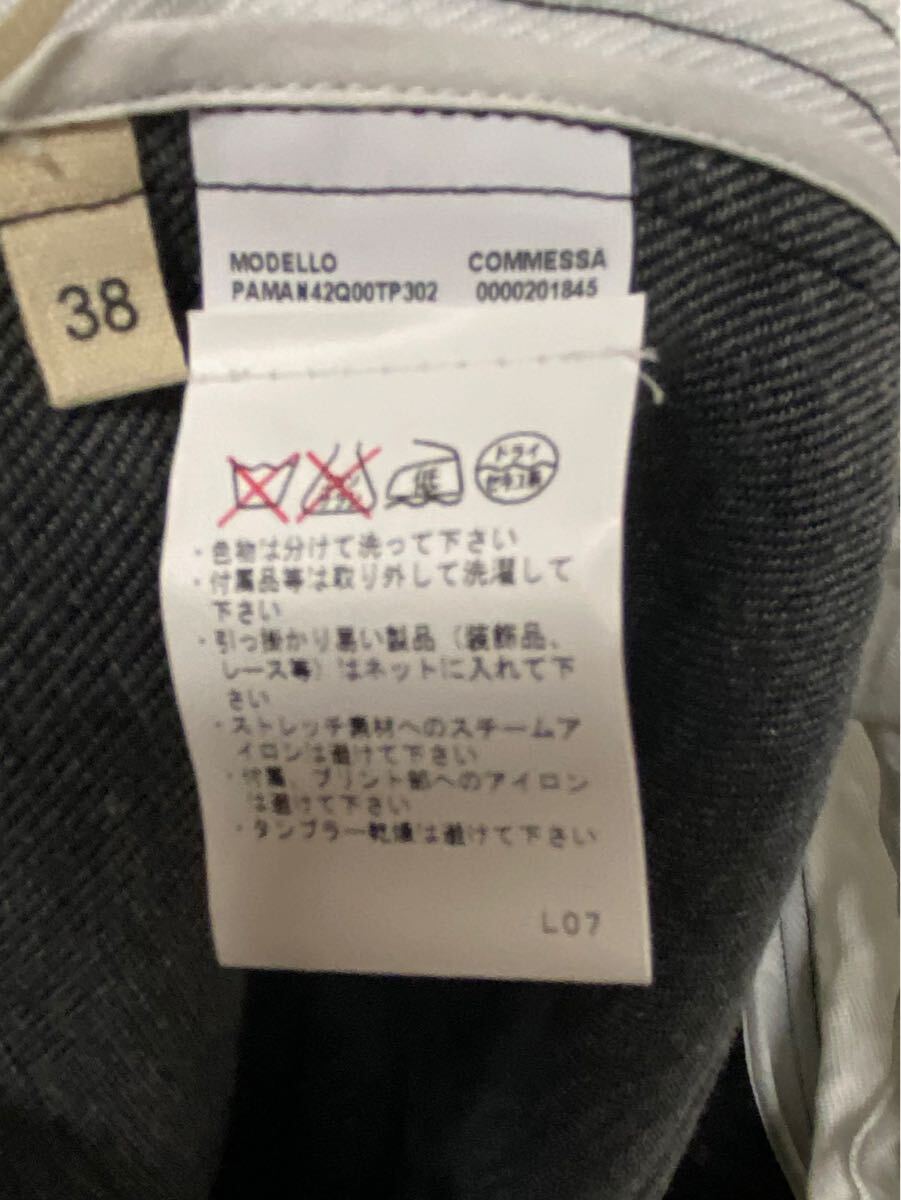 38
MODELLO COMMESSA
PAMAN42Q00TP302 0000201845
ドライ
セキユ系
・色物は分けて洗って下さい
・付属品等は取り外して洗濯して
下さい
・引っ掛かり易い製品（装飾品、
レース等）はネットに入れて下
さい
・ストレッチ素材へのスチームア
イロンは避けて下さい
・付属、プリント部へのアイロン
は避けて下さい
・タンブラー乾燥は避けて下さい
L07